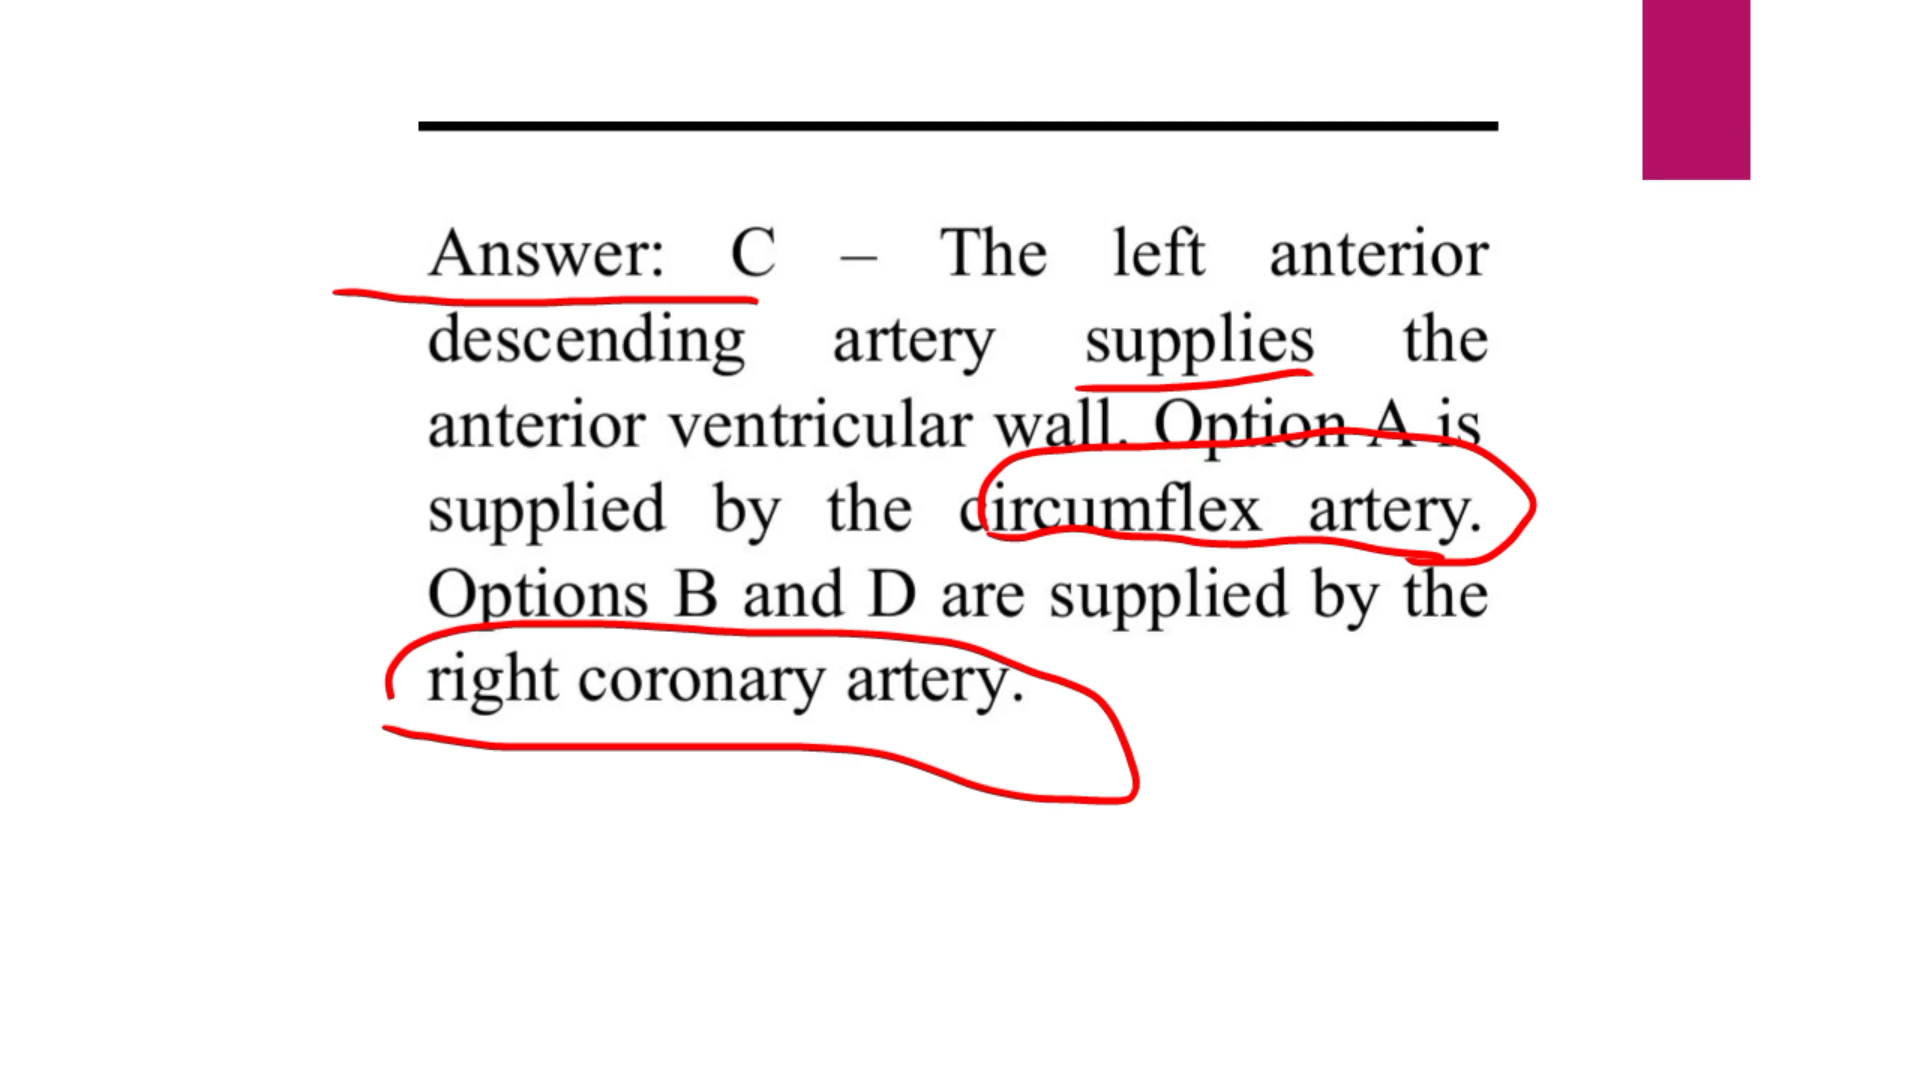 Answer: C – The left anterior
descending artery supplies the
anterior ventricular wall. Option A is
supplied by the circumflex artery.
Options B and D are supplied by the
right coronary artery.